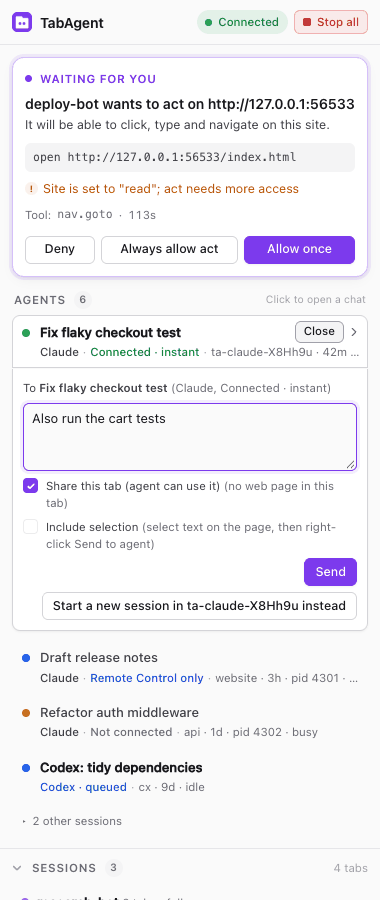 TabAgent
Connected
Stop all
WAITING FOR YOU
deploy-bot wants to act on http://127.0.0.1:56533
It will be able to click, type and navigate on this site.
open http://127.0.0.1:56533/index.html
! Site is set to "read"; act needs more access
Tool: nav.goto · 113s
Deny
Always allow act
Allow once
AGENTS 6
Click to open a chat
Fix flaky checkout test
Close
Claude · Connected · instant · ta-claude-X8Hh9u · 42m ...
To Fix flaky checkout test (Claude, Connected · instant)
Also run the cart tests
Share this tab (agent can use it) (no web page in this
tab)
Include selection (select text on the page, then right-
click Send to agent)
Send
Start a new session in ta-claude-X8Hh9u instead
Draft release notes
Claude · Remote Control only · website · 3h · pid 4301 · ...
Refactor auth middleware
Claude · Not connected · api · 1d · pid 4302 · busy
Codex: tidy dependencies
Codex · queued · cx · 9d · idle
2 other sessions
SESSIONS 3
4 tabs